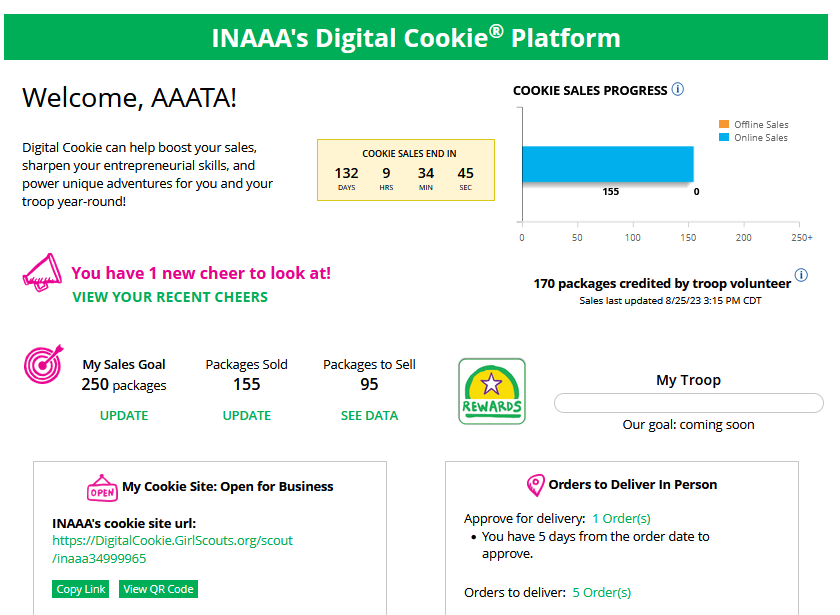 INAAA's Digital Cookie® Platform
Welcome, AAATA!
Digital Cookie can help boost your sales,
sharpen your entrepreneurial skills, and
power unique adventures for you and your
troop year-round!
COOKIE SALES END IN
132 9 34 45
DAYS HRS MIN SEC
COOKIE SALES PROGRESS i
Offline Sales
Online Sales
155 0
0 50 100 150 200 250+
You have 1 new cheer to look at!
VIEW YOUR RECENT CHEERS
170 packages credited by troop volunteer i
Sales last updated 8/25/23 3:15 PM CDT
My Sales Goal
250 packages
UPDATE
Packages Sold
155
UPDATE
Packages to Sell
95
SEE DATA
REWARDS
My Troop
Our goal: coming soon
OPEN My Cookie Site: Open for Business
INAAA's cookie site url:
https://DigitalCookie.GirlScouts.org/scout
/inaaa34999965
Copy Link View QR Code
Orders to Deliver In Person
Approve for delivery: 1 Order(s)
• You have 5 days from the order date to
approve.
Orders to deliver: 5 Order(s)